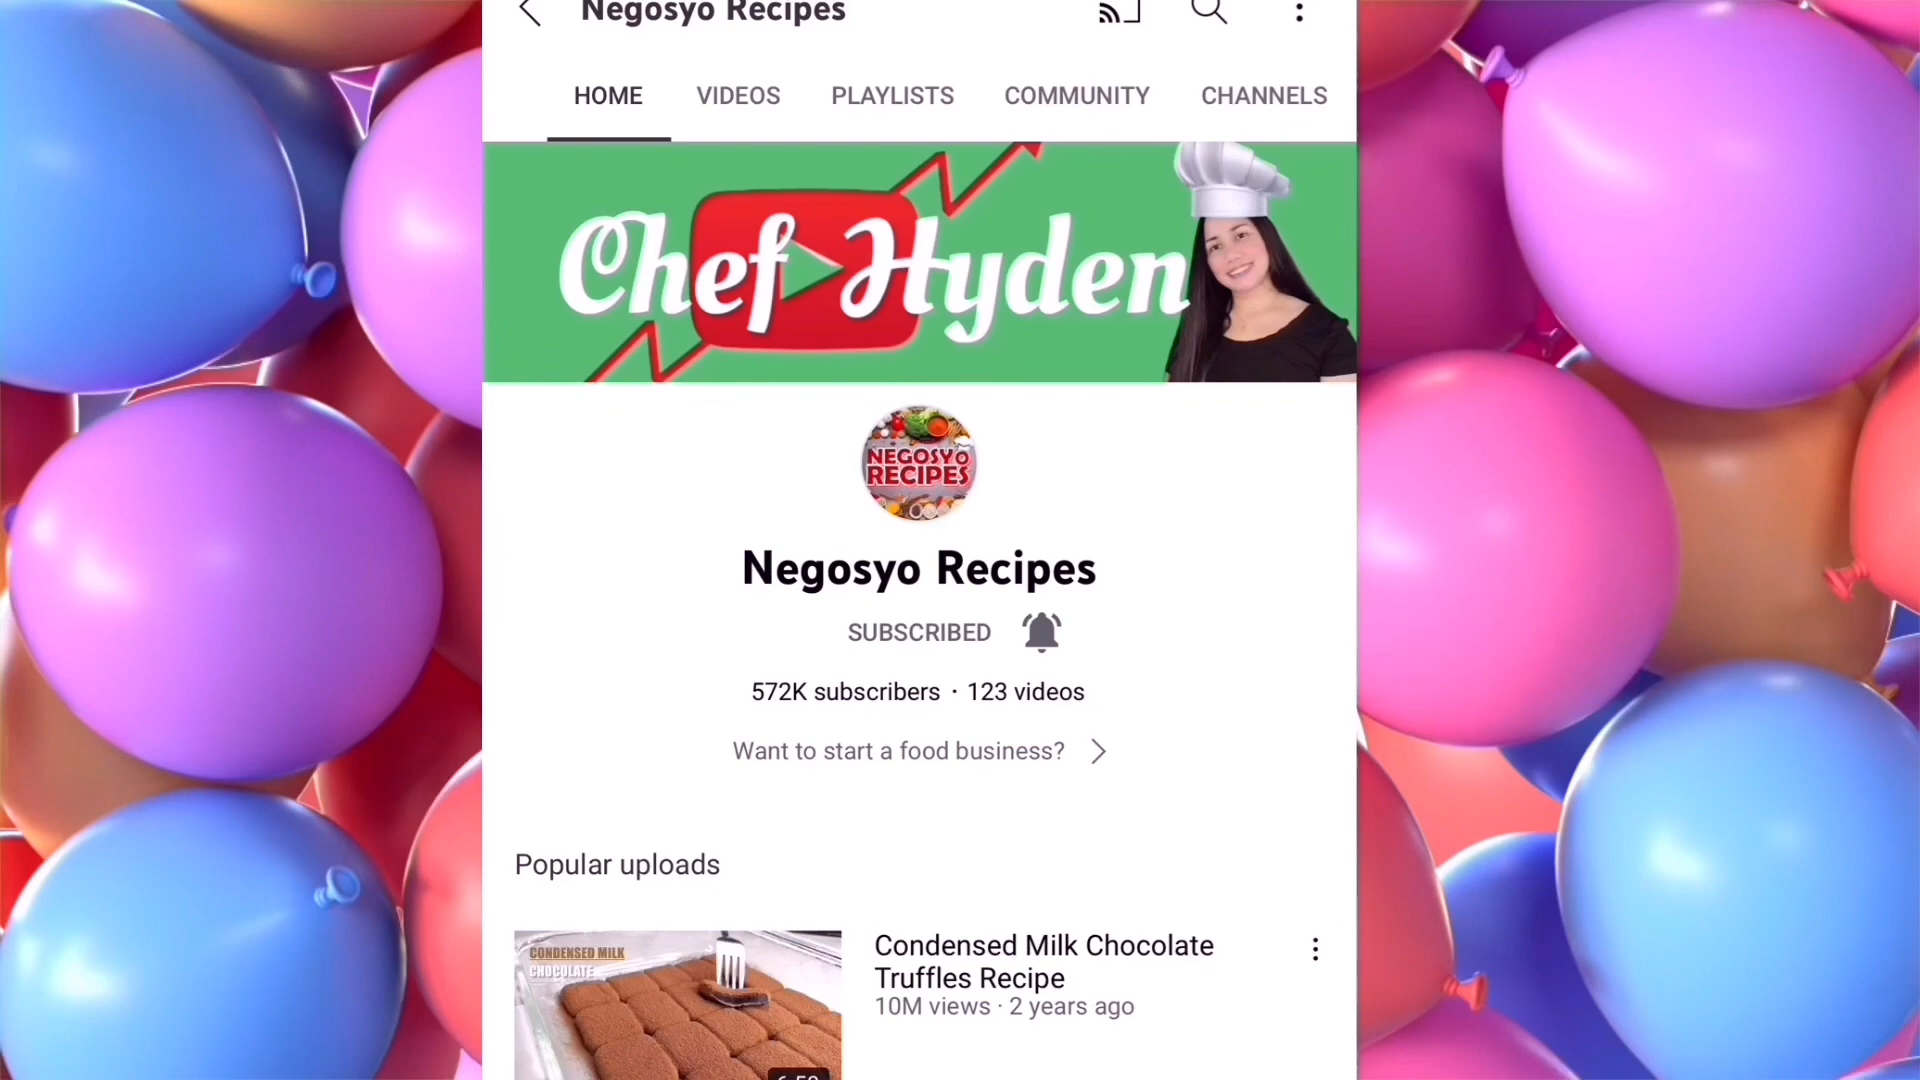 Negosyo Recipes
HOME VIDEOS PLAYLISTS COMMUNITY CHANNELS
Chef Hyden
NEGOSYO
RECIPES
Negosyo Recipes
SUBSCRIBED
572K subscribers · 123 videos
Want to start a food business?
Popular uploads
CONDENSED MILK
CHOCOLATE
Condensed Milk Chocolate
Truffles Recipe
10M views · 2 years ago